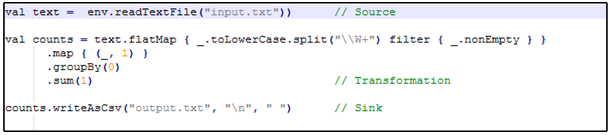 val text =  env.readTextFile("input.txt"))      // Source
val counts = text.flatMap { _.toLowerCase.split("\\W+") filter { _.nonEmpty } }
      .map { (_, 1) }
      .groupBy(0)
      .sum(1)                                   // Transformation
counts.writeAsCsv("output.txt", "\n", " ")      // Sink